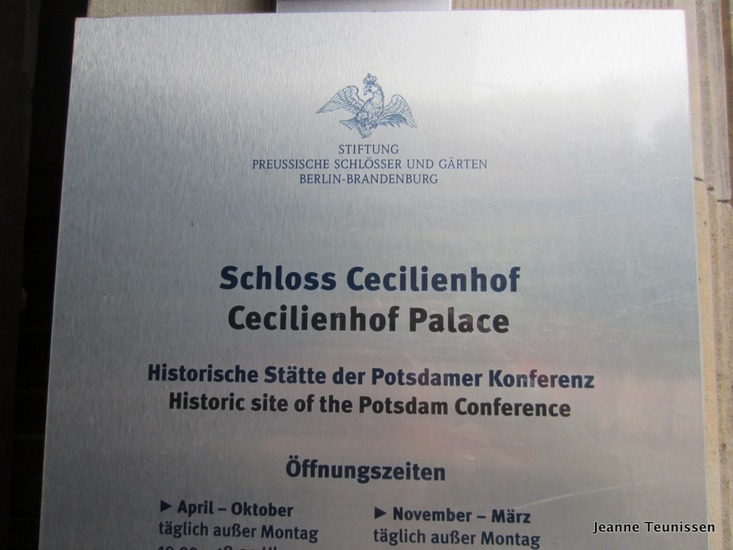 STIFTUNG
PREUSSISCHE SCHLÖSSER UND GÄRTEN
BERLIN-BRANDENBURG
Schloss Cecilienhof
Cecilienhof Palace
Historische Stätte der Potsdamer Konferenz
Historic site of the Potsdam Conference
Öffnungszeiten
► April – Oktober
täglich außer Montag
► November – März
täglich außer Montag
Jeanne Teunissen